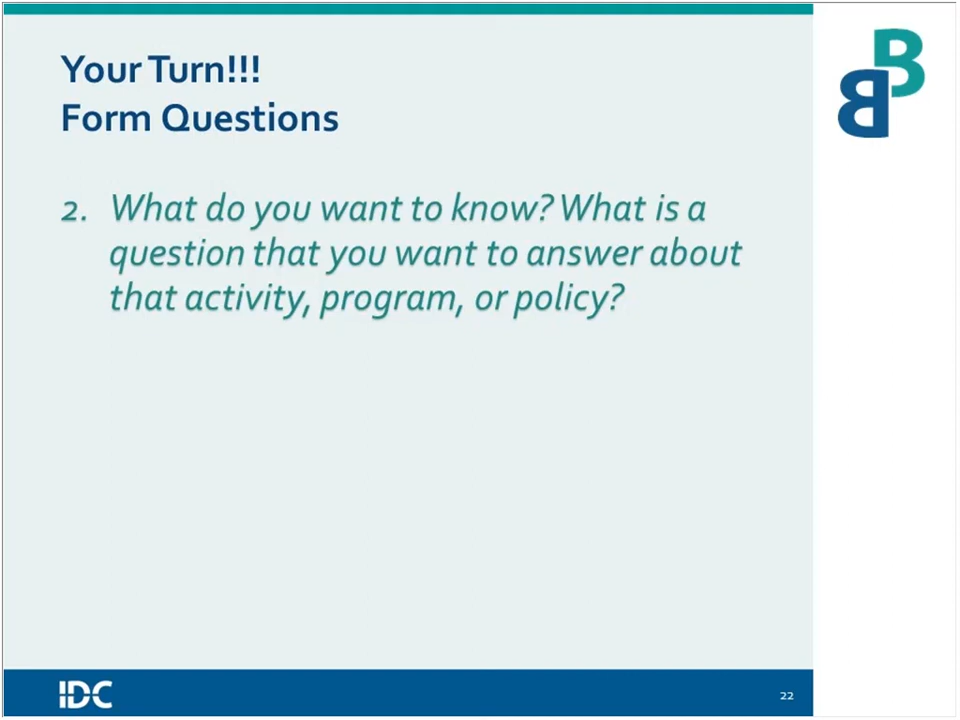 Your Turn!!!
Form Questions
2. What do you want to know? What is a
question that you want to answer about
that activity, program, or policy?
B
B
IDC
22